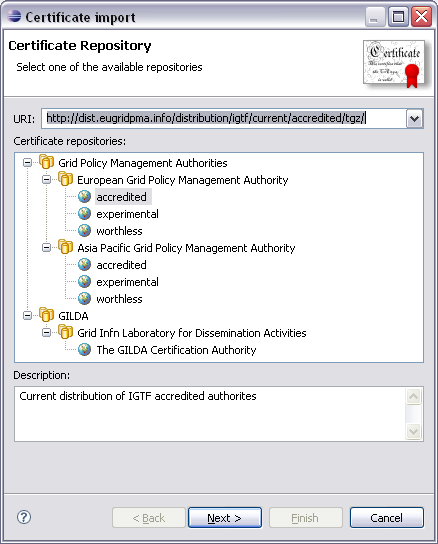 Certificate import
Certificate Repository
Select one of the available repositories
Certificate
URI: http://dist.eugridpma.info/distribution/igtf/current/accredited/tgz/
Certificate repositories:
Grid Policy Management Authorities
European Grid Policy Management Authority
accredited
experimental
worthless
Asia Pacific Grid Policy Management Authority
accredited
experimental
worthless
GILDA
Grid Infn Laboratory for Dissemination Activities
The GILDA Certification Authority
Description:
Current distribution of IGTF accredited authorites
?
< Back
Next >
Finish
Cancel